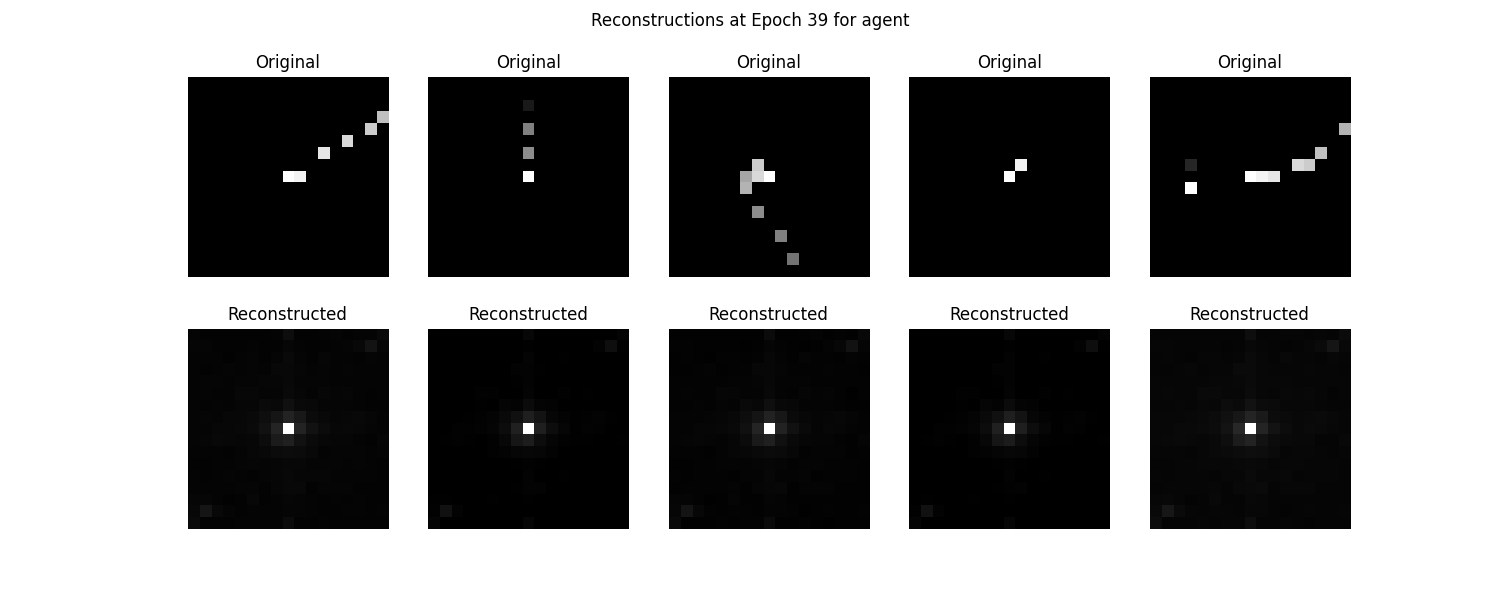 Reconstructions at Epoch 39 for agent
Original Original Original Original Original
Reconstructed Reconstructed Reconstructed Reconstructed Reconstructed